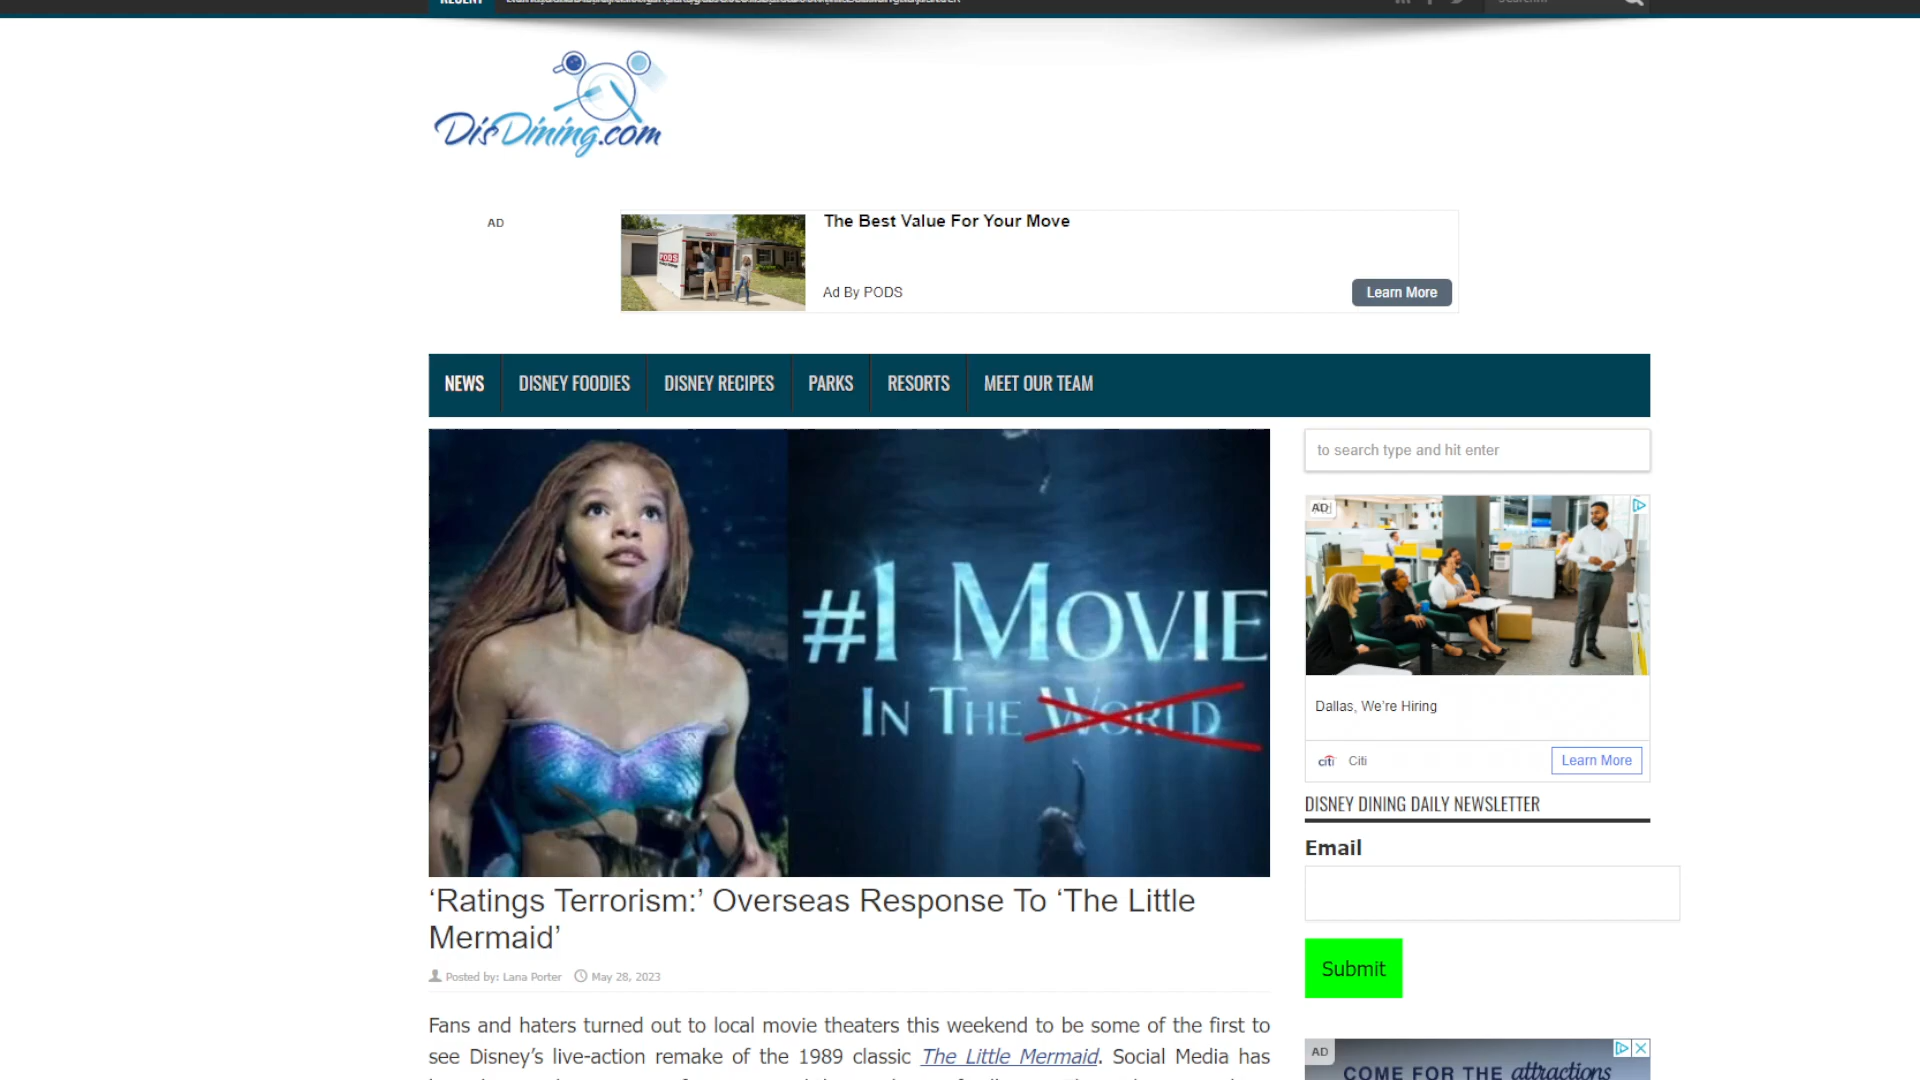 RECENT
DisDining.com
AD
The Best Value For Your Move
PODS
Ad By PODS
Learn More
NEWS
DISNEY FOODIES
DISNEY RECIPES
PARKS
RESORTS
MEET OUR TEAM
#1 MOVIE
IN THE WORLD
to search type and hit enter
AD
Dallas, We're Hiring
citi
Citi
Learn More
DISNEY DINING DAILY NEWSLETTER
Email
Submit
‘Ratings Terrorism:’ Overseas Response To ‘The Little
Mermaid’
Posted by: Lana Porter
May 28, 2023
Fans and haters turned out to local movie theaters this weekend to be some of the first to
see Disney’s live-action remake of the 1989 classic The Little Mermaid. Social Media has
AD
COME FOR THE attractions